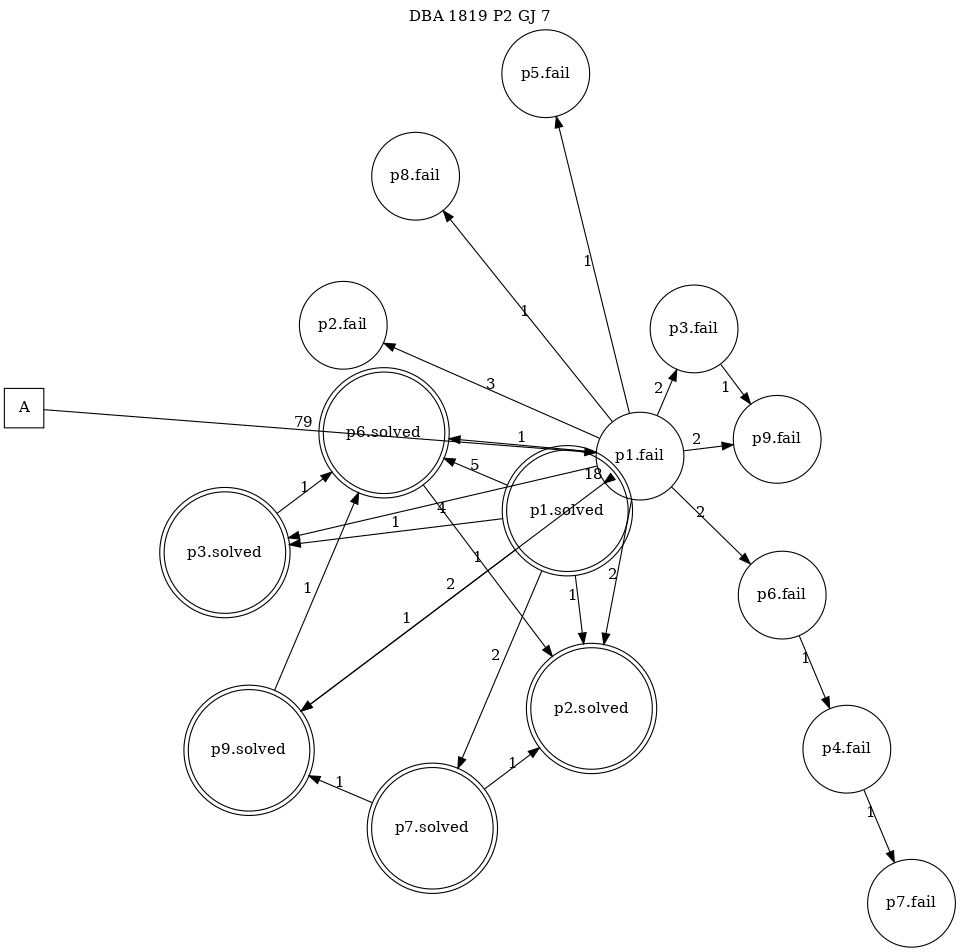 DBA 1819 P2 GJ 7
p5.fail
p8.fail
1
1
p2.fail
p3.fail
3
2
1
A
79
p6.solved
1
2
p9.fail
p1.fail
5
18
1
4
p1.solved
2
1
p3.solved
1
1
2
2
1
1
p6.fail
2
1
p2.solved
p9.solved
1
1
p4.fail
1
p7.solved
p7.fail